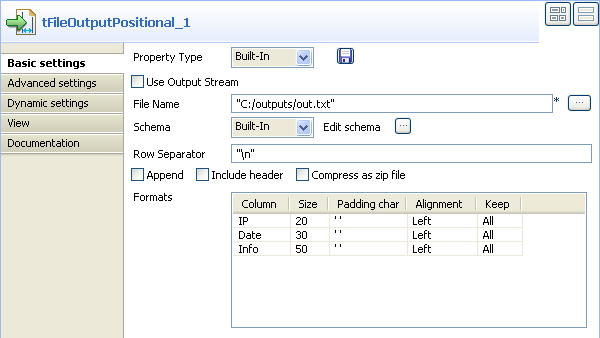 tFileOutputPositional_1
Basic settings
Advanced settings
Dynamic settings
View
Documentation
Property Type Built-In
Use Output Stream
File Name "C:/outputs/out.txt" * ...
Schema Built-In Edit schema ...
Row Separator "\n"
Append Include header Compress as zip file
Formats
Column Size Padding char Alignment Keep
IP 20 ' ' Left All
Date 30 ' ' Left All
Info 50 ' ' Left All